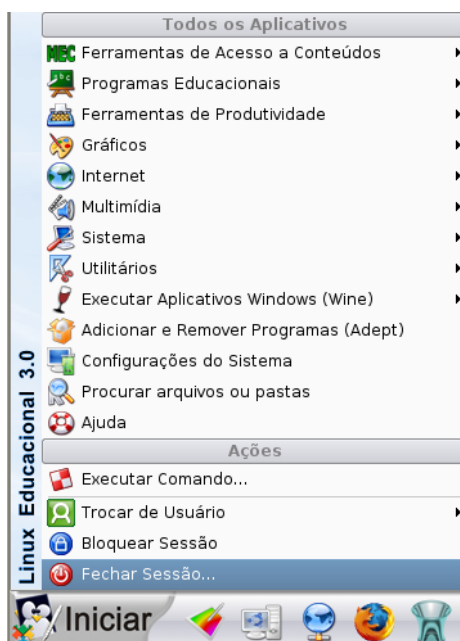 Todos os Aplicativos
MEC Ferramentas de Acesso a Conteúdos
abc Programas Educacionais
Ferramentas de Produtividade
Gráficos
Internet
Multimídia
Sistema
Utilitários
Executar Aplicativos Windows (Wine)
Adicionar e Remover Programas (Adept)
Configurações do Sistema
Procurar arquivos ou pastas
Ajuda
Ações
Executar Comando...
Trocar de Usuário
Bloquear Sessão
Fechar Sessão...
Linux Educacional 3.0
Iniciar